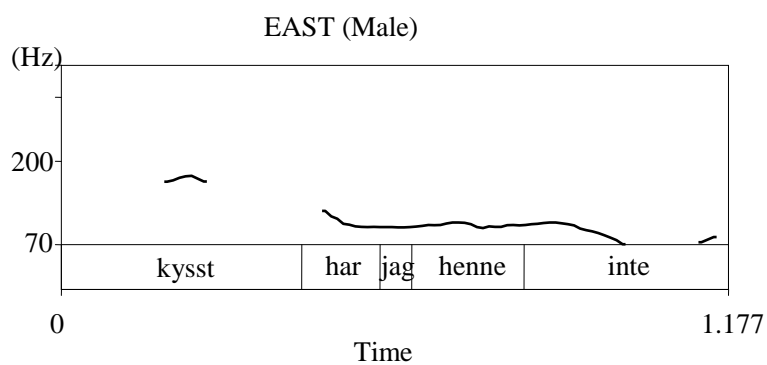 EAST (Male)
(Hz)
200
70
kysst har jag henne inte
0 1.177
Time